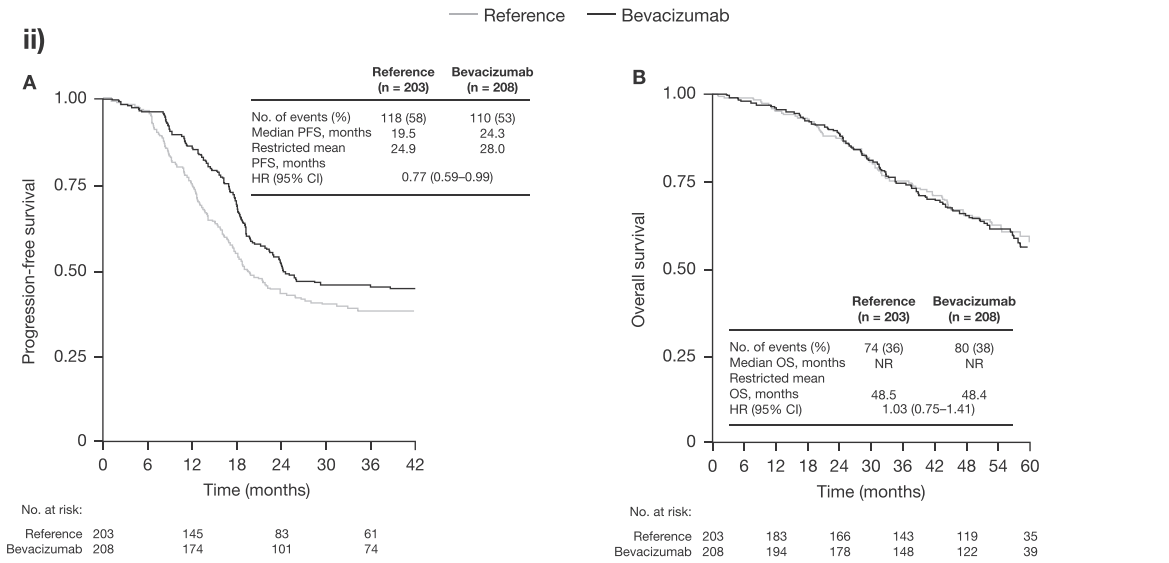 Reference Bevacizumab
ii)
A
Reference Bevacizumab
(n = 203) (n = 208)
No. of events (%) 118 (58) 110 (53)
Median PFS, months 19.5 24.3
Restricted mean 24.9 28.0
PFS, months
HR (95% CI) 0.77 (0.59–0.99)
Progression-free survival
1.00
0.75
0.50
0.25
0
0 6 12 18 24 30 36 42
Time (months)
No. at risk:
Reference 203 145 83 61
Bevacizumab 208 174 101 74
B
Overall survival
1.00
0.75
0.50
0.25
0
Reference Bevacizumab
(n = 203) (n = 208)
No. of events (%) 74 (36) 80 (38)
Median OS, months NR NR
Restricted mean
OS, months 48.5 48.4
HR (95% CI) 1.03 (0.75–1.41)
0 6 12 18 24 30 36 42 48 54 60
Time (months)
No. at risk:
Reference 203 183 166 143 119 35
Bevacizumab 208 194 178 148 122 39